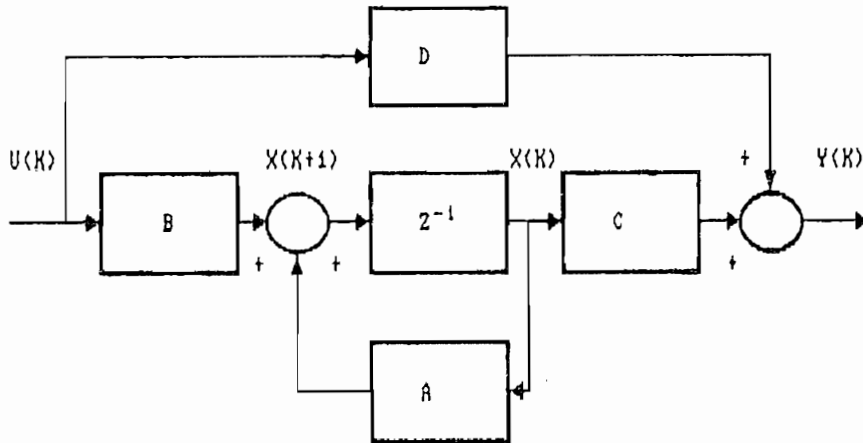 D
U(K)
X(K+1)
X(K)
+
Y(K)
B
Z⁻¹
C
+
+
+
A